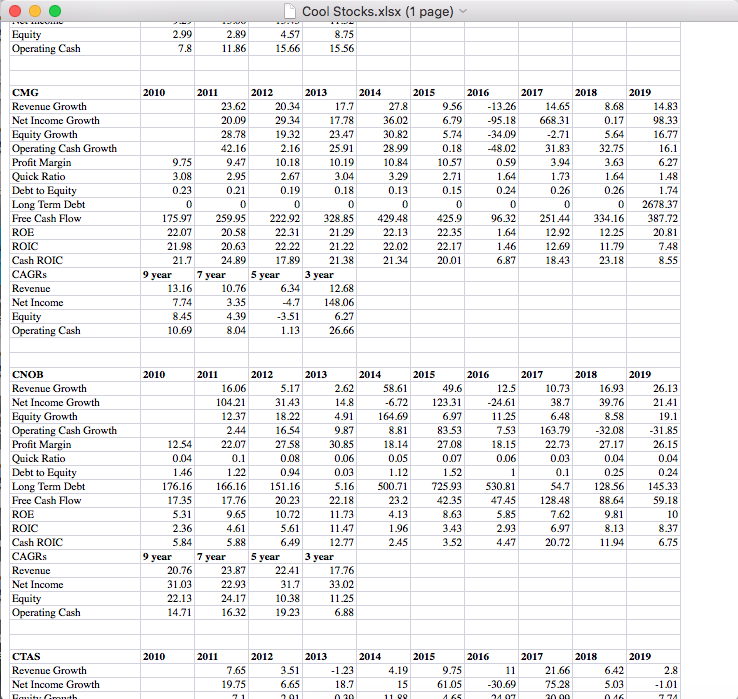 Cool Stocks.xlsx (1 page)
Equity 2.99 2.89 4.57 8.75
Operating Cash 7.8 11.86 15.66 15.56
CMG 2010 2011 2012 2013 2014 2015 2016 2017 2018 2019
Revenue Growth 23.62 20.34 17.7 27.8 9.56 -13.26 14.65 8.68 14.83
Net Income Growth 20.09 29.34 17.78 36.02 6.79 -95.18 668.31 0.17 98.33
Equity Growth 28.78 19.32 23.47 30.82 5.74 -34.09 -2.71 5.64 16.77
Operating Cash Growth 42.16 2.16 25.91 28.99 0.18 -48.02 31.83 32.75 16.1
Profit Margin 9.75 9.47 10.18 10.19 10.84 10.57 0.59 3.94 3.63 6.27
Quick Ratio 3.08 2.95 2.67 3.04 3.29 2.71 1.64 1.73 1.64 1.48
Debt to Equity 0.23 0.21 0.19 0.18 0.13 0.15 0.24 0.26 0.26 1.74
Long Term Debt 0 0 0 0 0 0 0 0 0 2678.37
Free Cash Flow 175.97 259.95 222.92 328.85 429.48 425.9 96.32 251.44 334.16 387.72
ROE 22.07 20.58 22.31 21.29 22.13 22.35 1.64 12.92 12.25 20.81
ROIC 21.98 20.63 22.22 21.22 22.02 22.17 1.46 12.69 11.79 7.48
Cash ROIC 21.7 24.89 17.89 21.38 21.34 20.01 6.87 18.43 23.18 8.55
CAGRs 9 year 7 year 5 year 3 year
Revenue 13.16 10.76 6.34 12.68
Net Income 7.74 3.35 -4.7 148.06
Equity 8.45 4.39 -3.51 6.27
Operating Cash 10.69 8.04 1.13 26.66
CNOB 2010 2011 2012 2013 2014 2015 2016 2017 2018 2019
Revenue Growth 16.06 5.17 2.62 58.61 49.6 12.5 10.73 16.93 26.13
Net Income Growth 104.21 31.43 14.8 -6.72 123.31 -24.61 38.7 39.76 21.41
Equity Growth 12.37 18.22 4.91 164.69 6.97 11.25 6.48 8.58 19.1
Operating Cash Growth 2.44 16.54 9.87 8.81 83.53 7.53 163.79 -32.08 -31.85
Profit Margin 12.54 22.07 27.58 30.85 18.14 27.08 18.15 22.73 27.17 26.15
Quick Ratio 0.04 0.1 0.08 0.06 0.05 0.07 0.06 0.03 0.04 0.04
Debt to Equity 1.46 1.22 0.94 0.03 1.12 1.52 1 0.1 0.25 0.24
Long Term Debt 176.16 166.16 151.16 5.16 500.71 725.93 530.81 54.7 128.56 145.33
Free Cash Flow 17.35 17.76 20.23 22.18 23.2 42.35 47.45 128.48 88.64 59.18
ROE 5.31 9.65 10.72 11.73 4.13 8.63 5.85 7.62 9.81 10
ROIC 2.36 4.61 5.61 11.47 1.96 3.43 2.93 6.97 8.13 8.37
Cash ROIC 5.84 5.88 6.49 12.77 2.45 3.52 4.47 20.72 11.94 6.75
CAGRs 9 year 7 year 5 year 3 year
Revenue 20.76 23.87 22.41 17.76
Net Income 31.03 22.93 31.7 33.02
Equity 22.13 24.17 10.38 11.25
Operating Cash 14.71 16.32 19.23 6.88
CTAS 2010 2011 2012 2013 2014 2015 2016 2017 2018 2019
Revenue Growth 7.65 3.51 -1.23 4.19 9.75 11 21.66 6.42 2.8
Net Income Growth 19.75 6.65 18.7 15 61.05 -30.69 75.28 5.03 -1.01